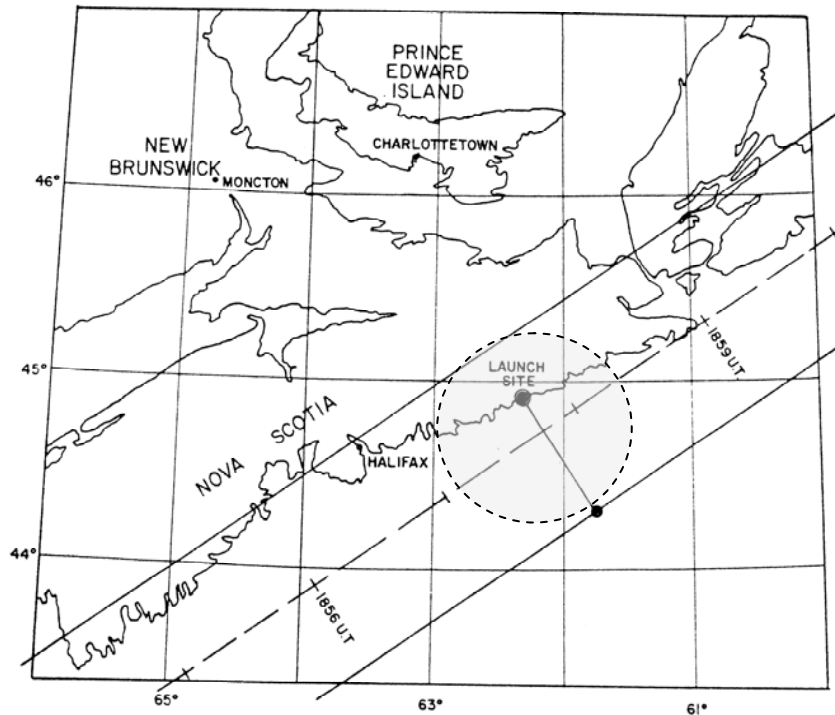 PRINCE
EDWARD
ISLAND
CHARLOTTETOWN
NEW
BRUNSWICK
MONCTON
46°
45°
LAUNCH
SITE
1859 U.T.
NOVA SCOTIA
HALIFAX
44°
1856 U.T
65°
63°
61°